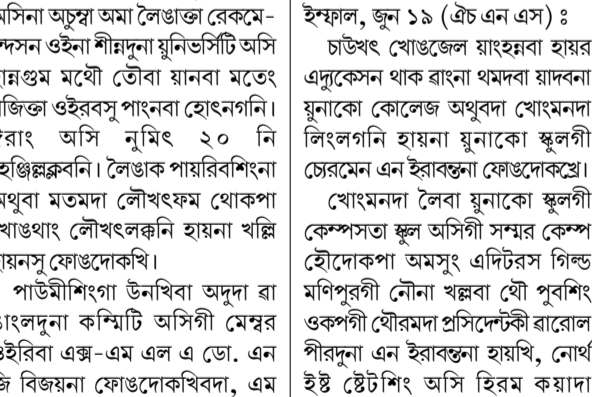 মসিনা অচুম্বা অমা লৈঙাক্তা রেকমে-
ন্দসন ওইনা শীন্নদুনা য়ুনিভর্সিটি অসি
হান্নগুম মথৌ তৌবা য়ানবা মতেং
ওইরবসু পাংনবা হোৎনগনি।
অসি নুমিৎ ২০ নি
লৈঙাক পায়রিবশিংনা
মথুবা মতমদা লৌখৎফম থোকপা
খোঙথাং লৌখৎলক্কনি হায়না খল্লি
হায়নসু ফোঙদোকখি।
পাউমীশিংগা উনখিবা অদুদা ৱা
ঙাংলদুনা কম্মিটি অসিগী মেম্বর
ওইরিবা এক্স-এম এল এ ডো. এন
জি বিজয়না ফোঙদোকখিবদা, এম
ইম্ফাল, জুন ১৯ (ঐচ এন এস) ঃ
চাউখৎ খোঙজেল য়াংহন্নবা হায়র
এদ্যুকেসন থাক ৱাংনা থমদবা য়াদবনা
য়ুনাকো কোলেজ অথুবদা খোংমনদা
লিংলগনি হায়না য়ুনাকো স্কুলগী
চ্যেরমেন এন ইরাবন্তনা ফোঙদোকখ্রে।
খোংমনদা লৈবা য়ুনাকো স্কুলগী
কেম্পসতা স্কুল অসিগী সম্মর কেম্প
হৌদোকপা অমসুং এদিটরস গিল্ড
মণিপুরগী নৌনা খল্লবা থৌ পুবশিং
ওকপগী থৌরমদা প্রসিদেন্টকী ৱারোল
পীরদুনা এন ইরাবন্তনা হায়খি, নোর্থ
ইষ্ট ষ্টেটশিং অসি হিরম কয়াদা